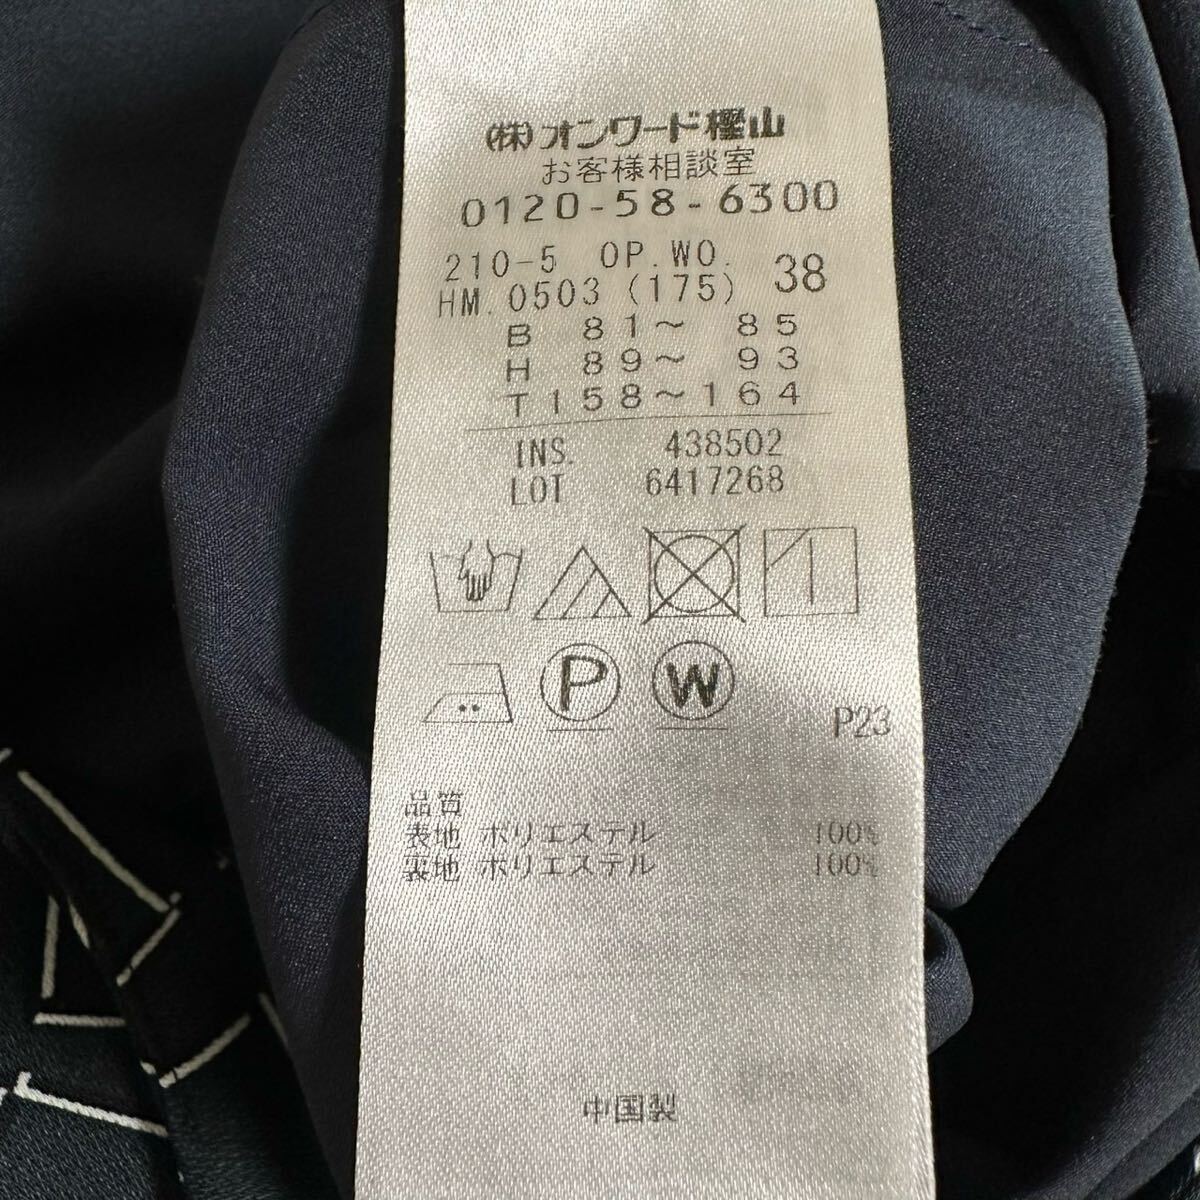 (株)オンワード樫山
お客様相談室
0120-58-6300
210-5 OP.WO.
HM.0503(175) 38
B 81～ 85
H 89～ 93
T158～164
INS. 438502
LOT 6417268
P
W
P23
品質
表地 ポリエステル 100%
裏地 ポリエステル 100%
中国製